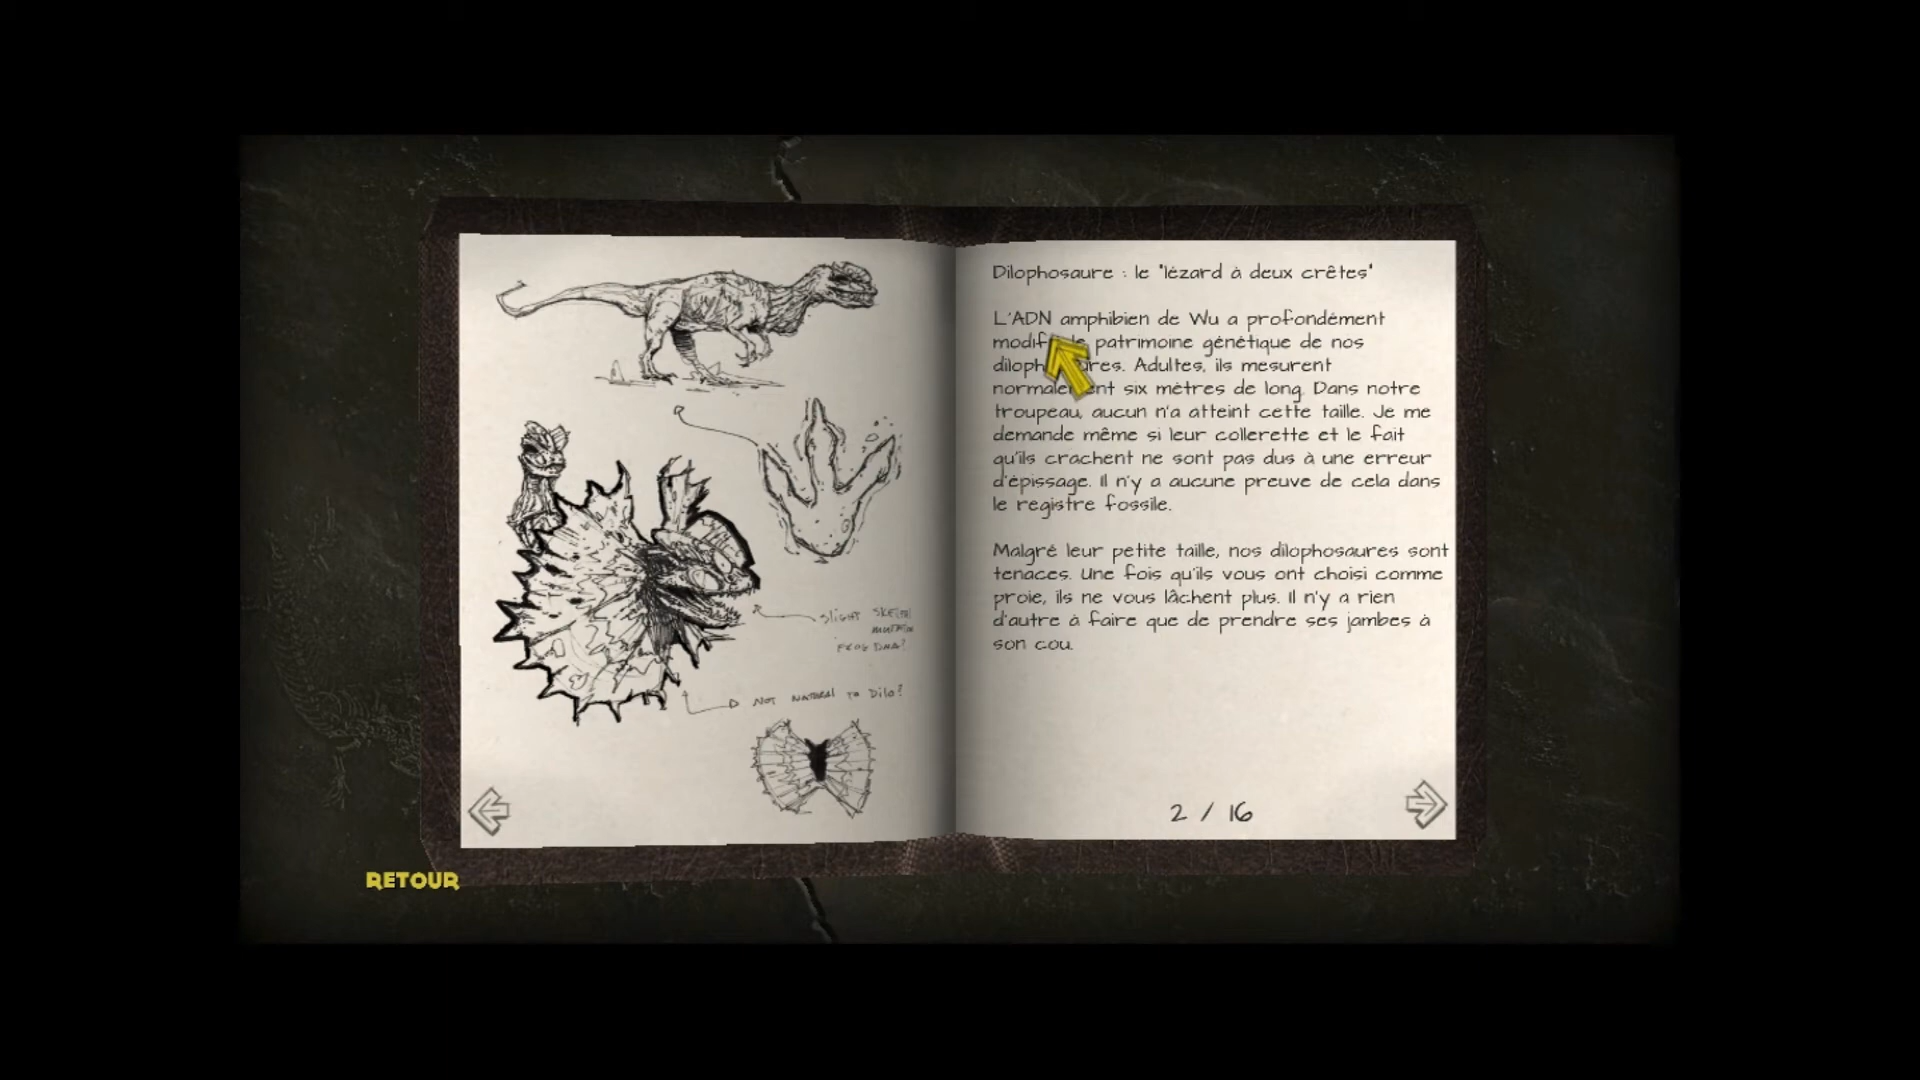 SLIGHT SKELETAL
MUTATION
FROG DNA?
NOT NATURAL TO Dilo?
Dilophosaure : le "lézard à deux crêtes"
L'ADN amphibien de Wu a profondément
patrimoine génétique de nos
Adultes, ils mesurent
six mètres de long. Dans notre
troupeau, aucun n'a atteint cette taille. Je me
demande même si leur collerette et le fait
qu'ils crachent ne sont pas dus à une erreur
d'épissage. Il n'y a aucune preuve de cela dans
le registre fossile.
Malgré leur petite taille, nos dilophosaures sont
tenaces. Une fois qu'ils vous ont choisi comme
proie, ils ne vous lâchent plus. Il n'y a rien
d'autre à faire que de prendre ses jambes à
son cou.
2 / 16
RETOUR